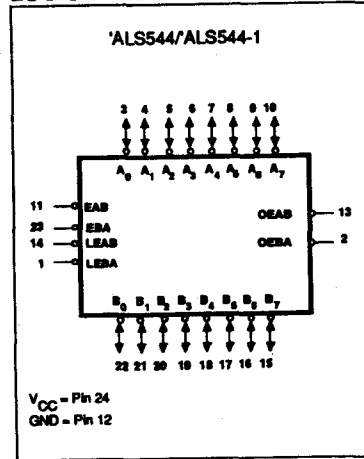 'ALS544/'ALS544-1
3 4 5 6 7 8 9 10
A0 A1 A2 A3 A4 A5 A6 A7
11 EAB
23 EBA
14 LEAB
1 LEBA
OEAB 13
OEBA 2
B0 B1 B2 B3 B4 B5 B6 B7
22 21 20 19 18 17 16 15
VCC = Pin 24
GND = Pin 12